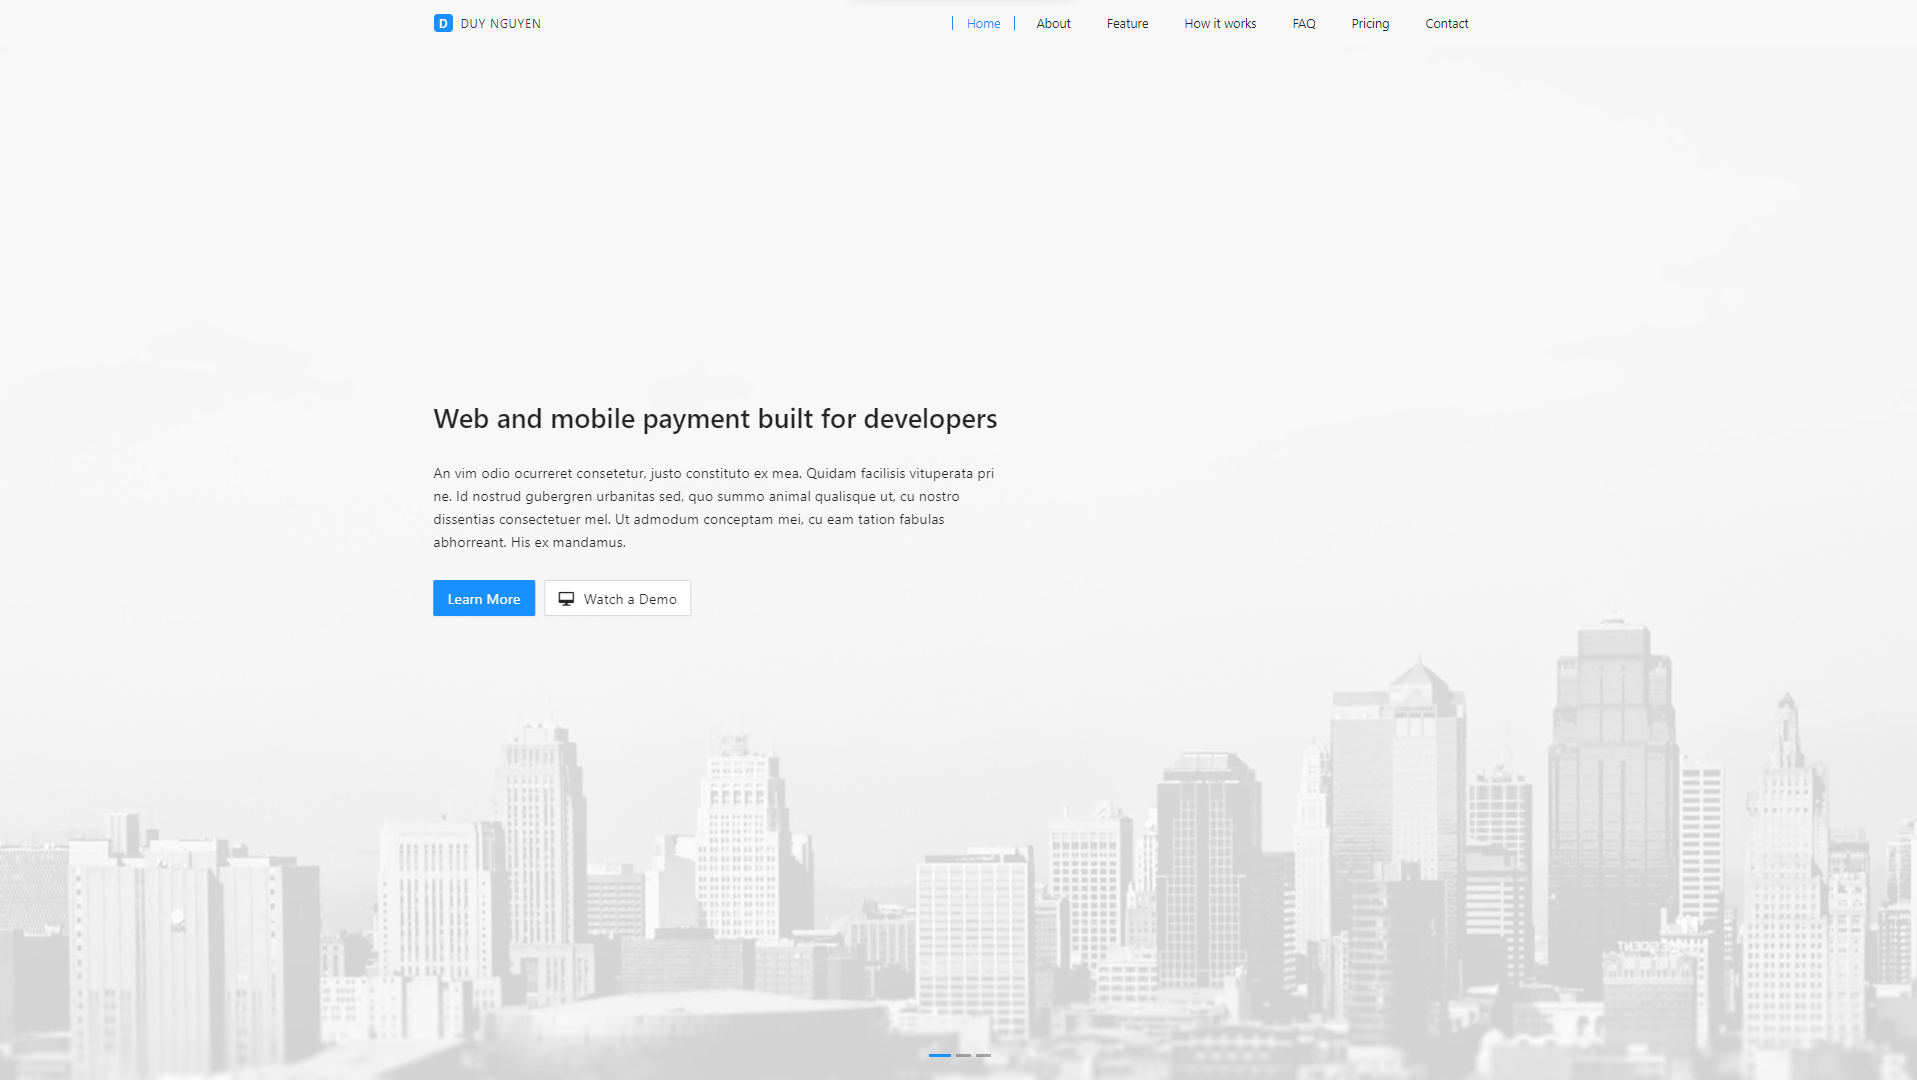 D DUY NGUYEN
Home About Feature How it works FAQ Pricing Contact
Web and mobile payment built for developers
An vim odio ocurreret consetetur, justo constituto ex mea. Quidam facilisis vituperata pri
ne. Id nostrud gubergren urbanitas sed, quo summo animal qualisque ut, cu nostro
dissentias consectetuer mel. Ut admodum conceptam mei, cu eam tation fabulas
abhorreant. His ex mandamus.
Learn More
Watch a Demo